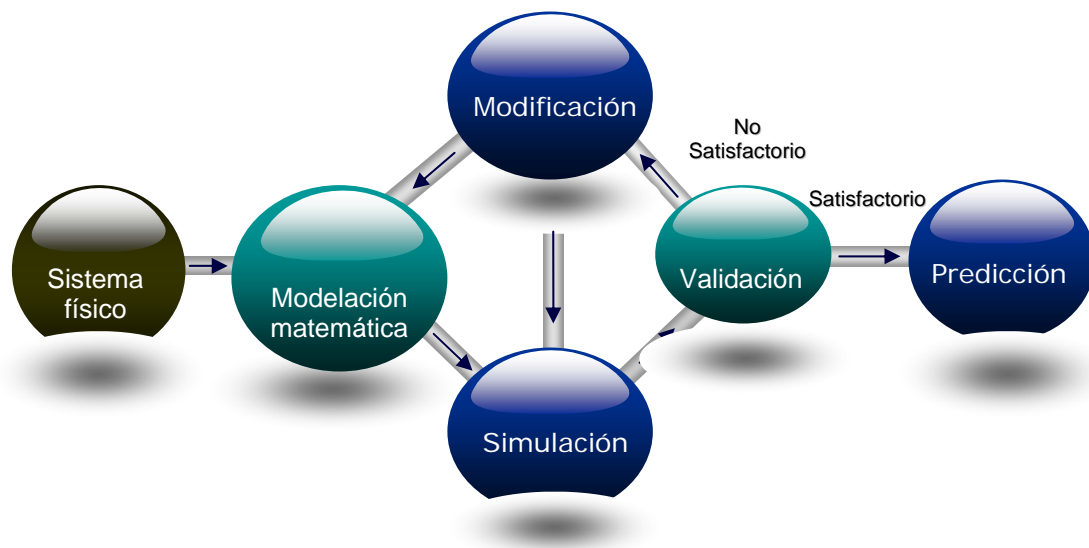 Modificación
No
Satisfactorio
Satisfactorio
Sistema
físico
Modelación
matemática
Validación
Predicción
Simulación